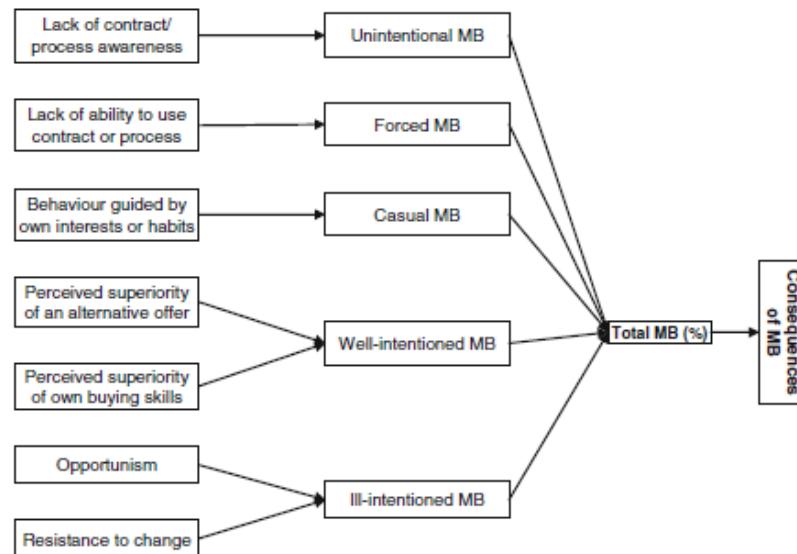 Lack of contract/
process awareness
Unintentional MB
Lack of ability to use
contract or process
Forced MB
Behaviour guided by
own interests or habits
Casual MB
Perceived superiority
of an alternative offer
Well-intentioned MB
Perceived superiority
of own buying skills
Opportunism
Ill-intentioned MB
Resistance to change
Total MB (%)
Consequences
of MB